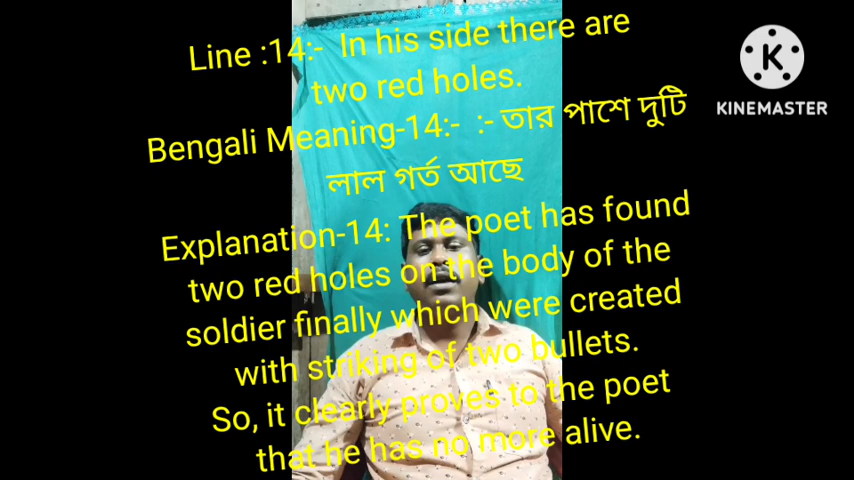 Line :14:- In his side there are
two red holes.
Bengali Meaning-14:- :- তার পাশে দুটি
লাল গর্ত আছে
Explanation-14: The poet has found
two red holes on the body of the
soldier finally which were created
with striking of two bullets.
So, it clearly proves to the poet
that he has no more alive.
K
KINEMASTER